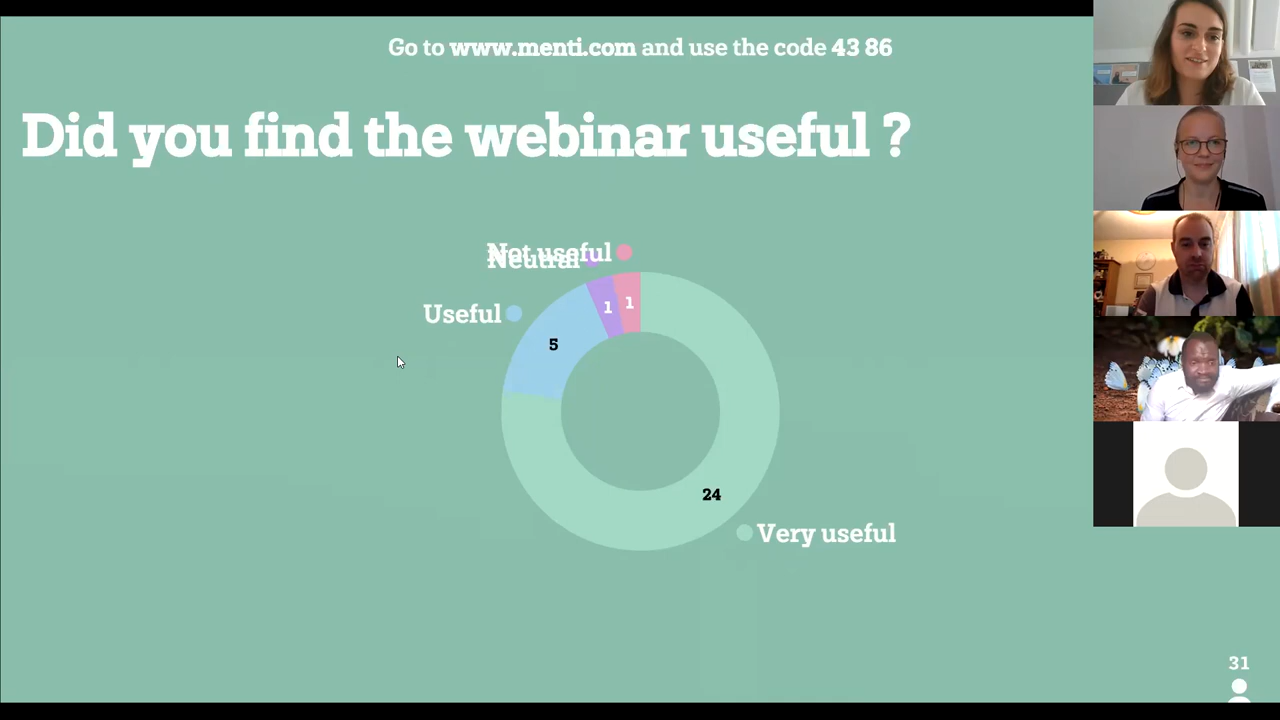 Go to www.menti.com and use the code 43 86
Did you find the webinar useful ?
Not useful
Neutral
1
1
Useful
5
24
Very useful
31